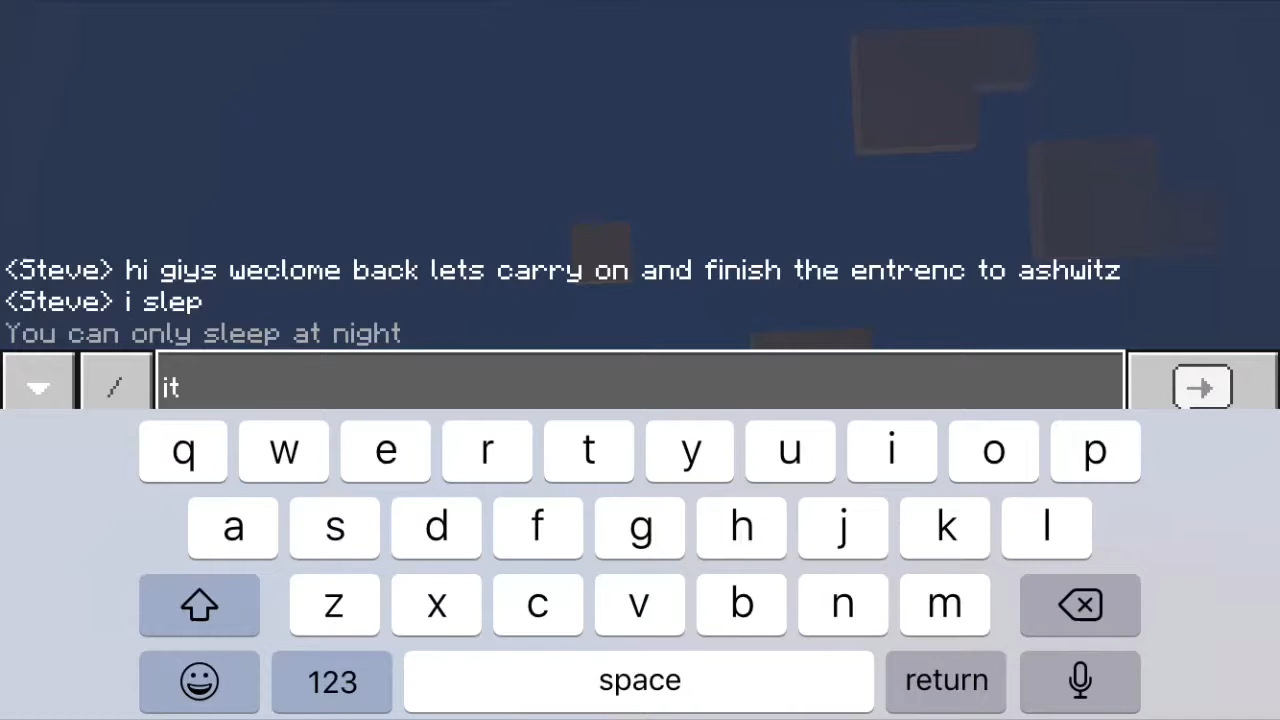 <Steve> hi giys weclome back lets carry on and finish the entrenc to ashwitz
<Steve> i slep
You can only sleep at night
/ it
q w e r t y u i o p
a s d f g h j k l
z x c v b n m
123 space return